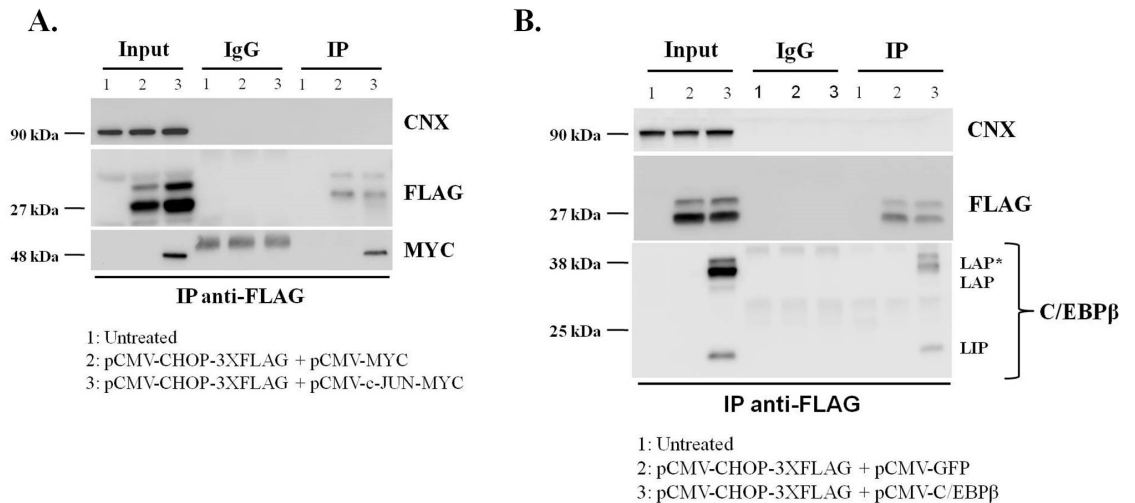 A.
Input IgG IP
1 2 3 1 2 3 1 2 3
90 kDa CNX
FLAG
27 kDa
MYC
48 kDa
IP anti-FLAG
1: Untreated
2: pCMV-CHOP-3XFLAG + pCMV-MYC
3: pCMV-CHOP-3XFLAG + pCMV-c-JUN-MYC
B.
Input IgG IP
1 2 3 1 2 3 1 2 3
90 kDa CNX
27 kDa FLAG
38 kDa LAP*
LAP
C/EBPβ
25 kDa
LIP
IP anti-FLAG
1: Untreated
2: pCMV-CHOP-3XFLAG + pCMV-GFP
3: pCMV-CHOP-3XFLAG + pCMV-C/EBPβ